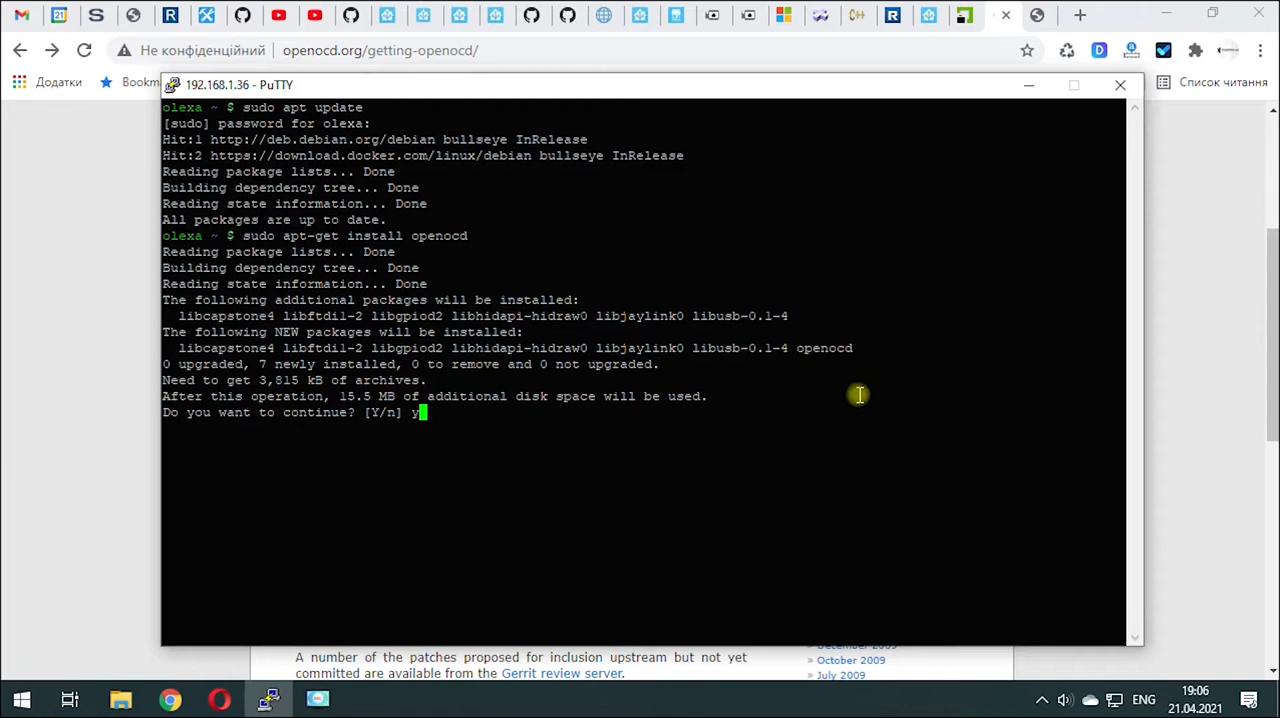 Не конфіденційний openocd.org/getting-openocd/
Додатки
Bookm
Список читання
192.168.1.36 - PuTTY
olexa ~ $ sudo apt update
[sudo] password for olexa:
Hit:1 http://deb.debian.org/debian bullseye InRelease
Hit:2 https://download.docker.com/linux/debian bullseye InRelease
Reading package lists... Done
Building dependency tree... Done
Reading state information... Done
All packages are up to date.
olexa ~ $ sudo apt-get install openocd
Reading package lists... Done
Building dependency tree... Done
Reading state information... Done
The following additional packages will be installed:
libcapstone4 libftdi1-2 libgpiod2 libhidapi-hidraw0 libjaylink0 libusb-0.1-4
The following NEW packages will be installed:
libcapstone4 libftdi1-2 libgpiod2 libhidapi-hidraw0 libjaylink0 libusb-0.1-4 openocd
0 upgraded, 7 newly installed, 0 to remove and 0 not upgraded.
Need to get 3,815 kB of archives.
After this operation, 15.5 MB of additional disk space will be used.
Do you want to continue? [Y/n] y
December 2009
A number of the patches proposed for inclusion upstream but not yet
committed are available from the Gerrit review server.
» October 2009
» July 2009
ENG
19:06
21.04.2021